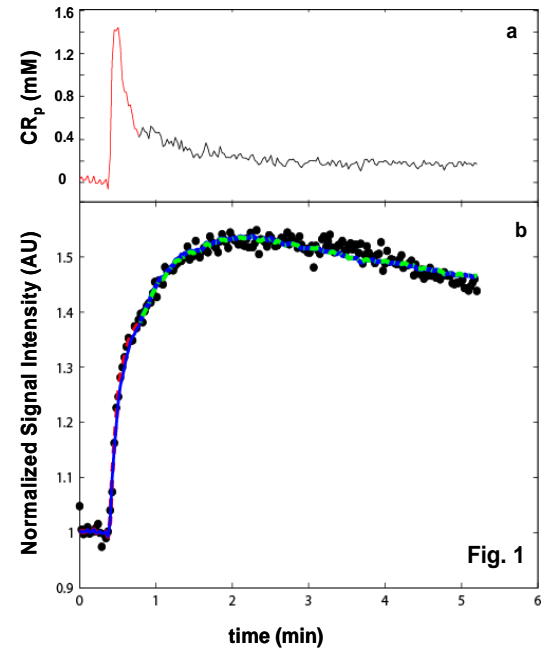 1.6
a
1.2
0.8
0.4
0
CRp (mM)
b
1.5
1.4
1.3
1.2
1.1
1
0.9
Normalized Signal Intensity (AU)
Fig. 1
0 1 2 3 4 5 6
time (min)